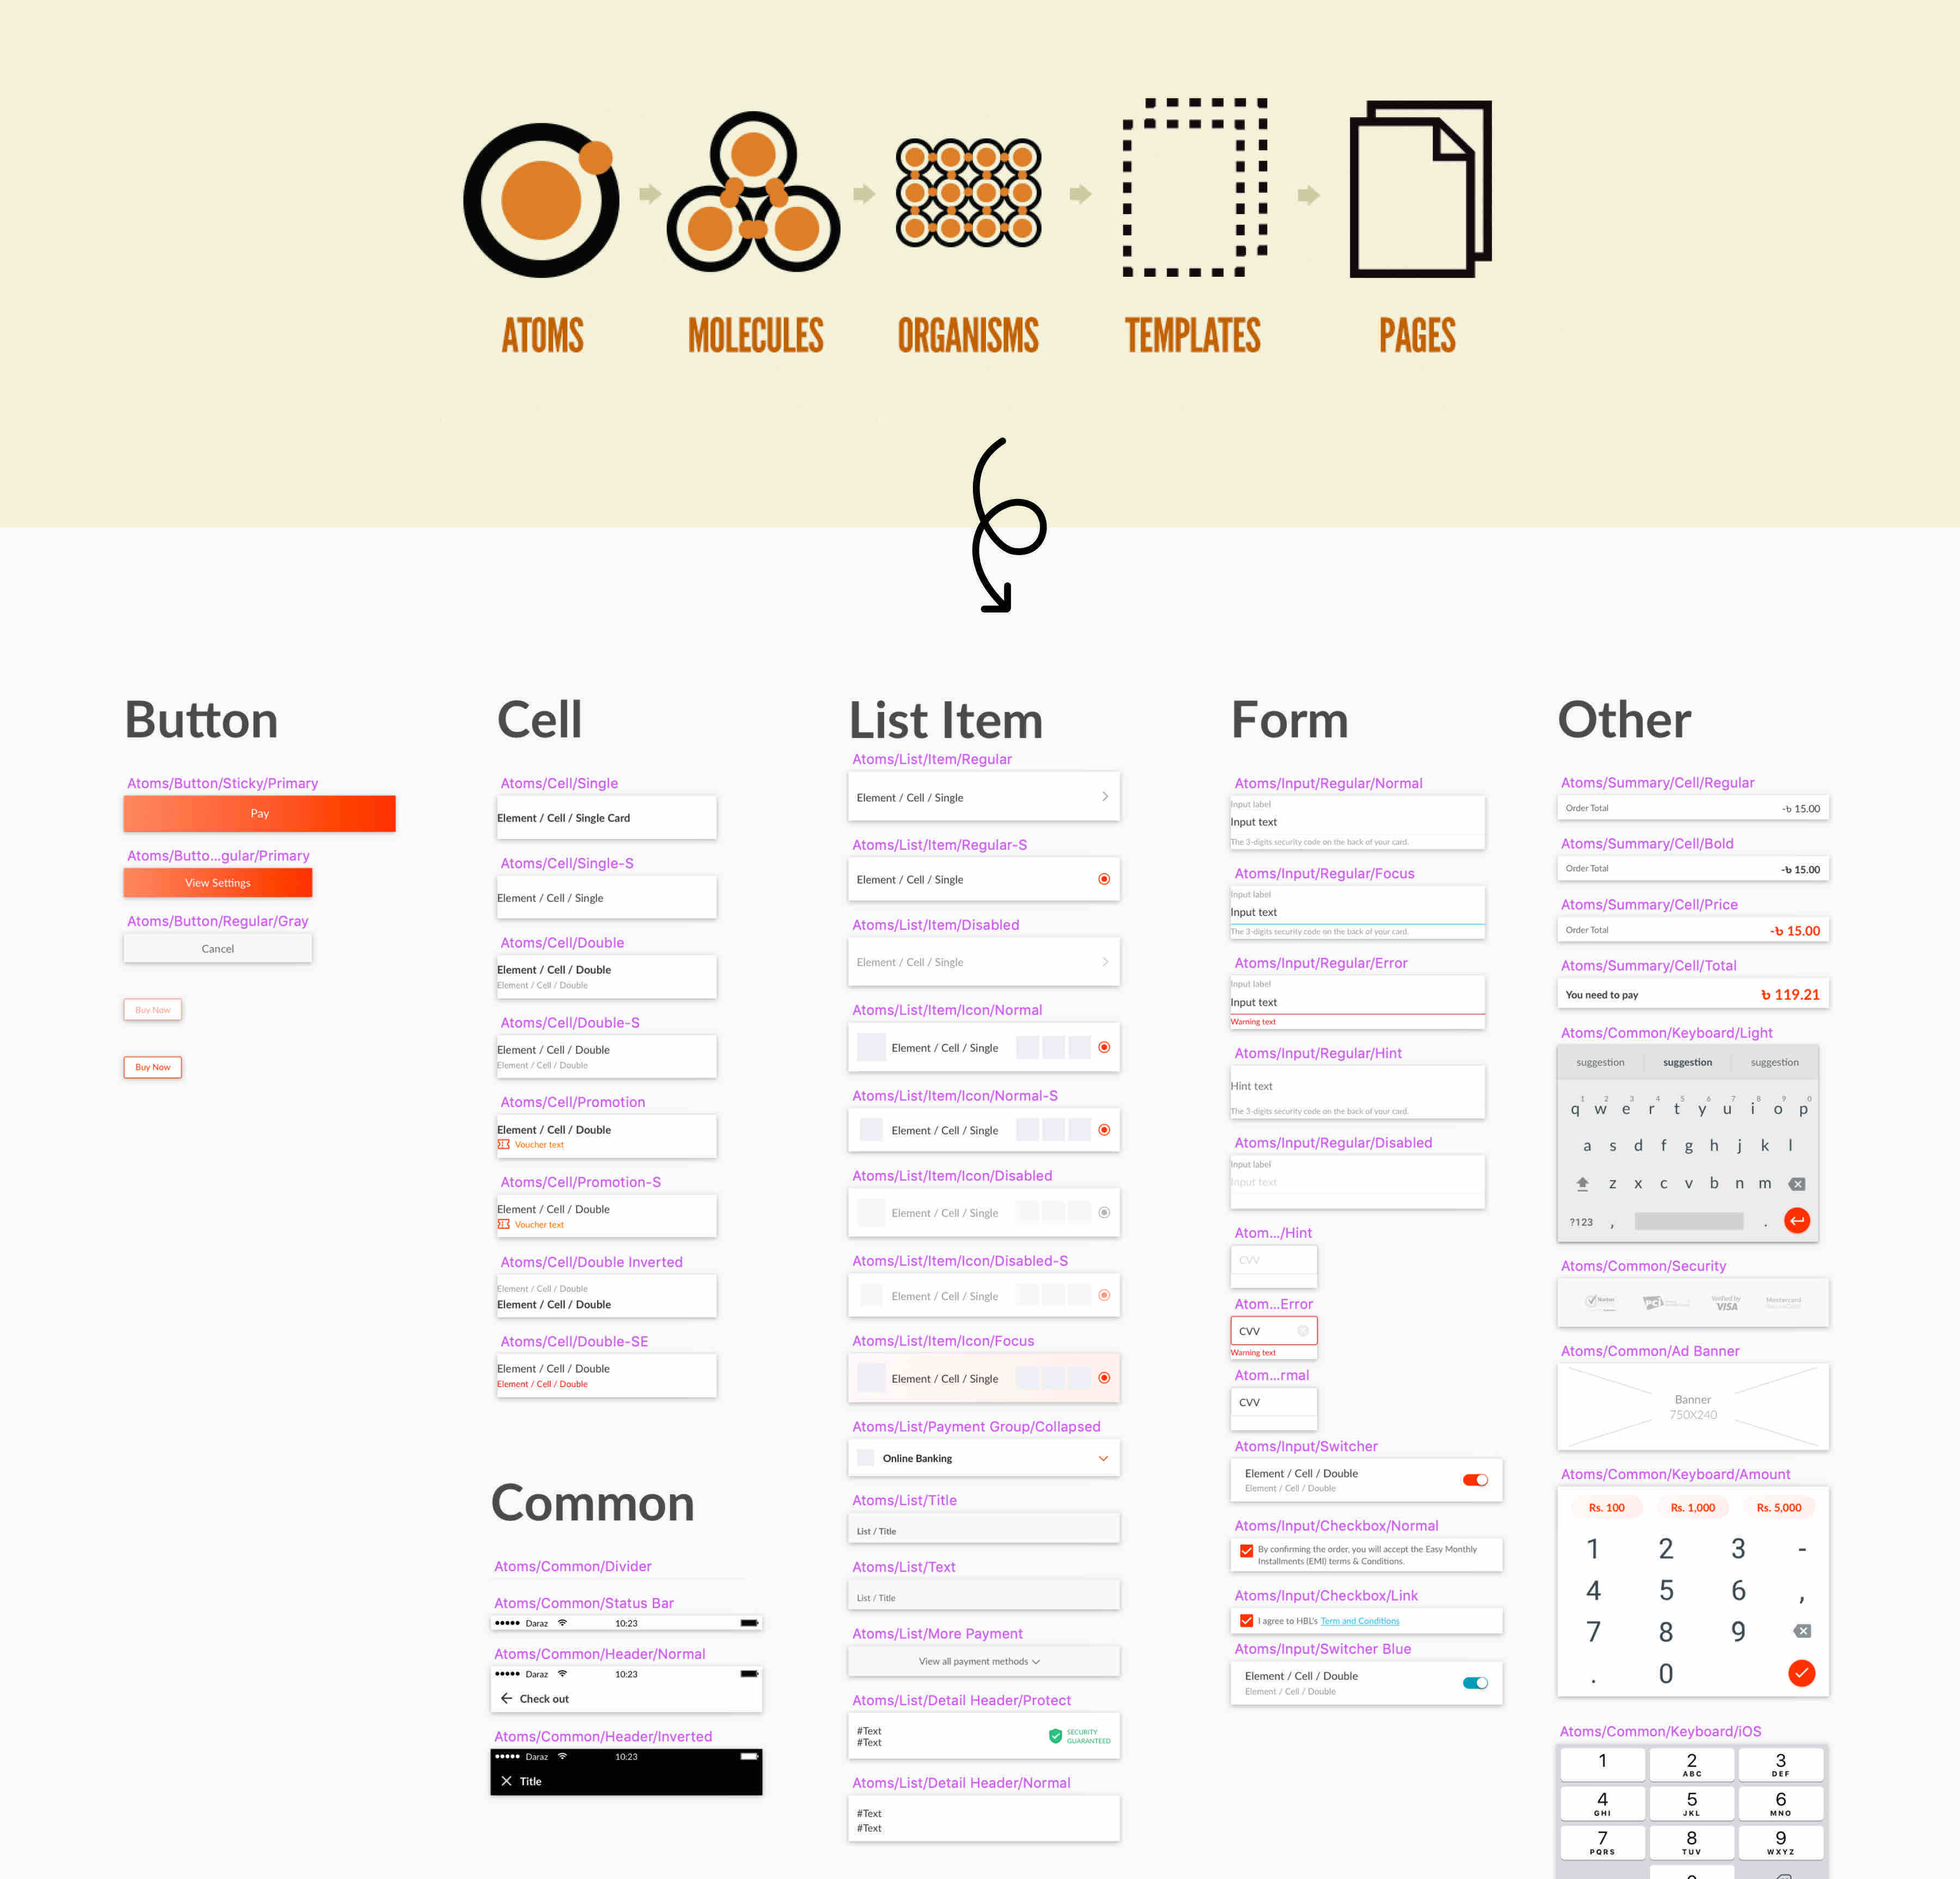 ATOMS
MOLECULES
ORGANISMS
TEMPLATES
PAGES
Button
Atoms/Button/Sticky/Primary
Pay
Atoms/Butto...gular/Primary
View Settings
Atoms/Button/Regular/Gray
Cancel
Buy Now
Buy Now
Cell
Atoms/Cell/Single
Element / Cell / Single Card
Atoms/Cell/Single-S
Element / Cell / Single
Atoms/Cell/Double
Element / Cell / Double
Element / Cell / Double
Atoms/Cell/Double-S
Element / Cell / Double
Element / Cell / Double
Atoms/Cell/Promotion
Element / Cell / Double
Voucher text
Atoms/Cell/Promotion-S
Element / Cell / Double
Voucher text
Atoms/Cell/Double Inverted
Element / Cell / Double
Element / Cell / Double
Atoms/Cell/Double-SE
Element / Cell / Double
Element / Cell / Double
Common
Atoms/Common/Divider
Atoms/Common/Status Bar
Daraz 10:23
Atoms/Common/Header/Normal
Daraz 10:23
Check out
Atoms/Common/Header/Inverted
Daraz 10:23
Title
List Item
Atoms/List/Item/Regular
Element / Cell / Single
Atoms/List/Item/Regular-S
Element / Cell / Single
Atoms/List/Item/Disabled
Element / Cell / Single
Atoms/List/Item/Icon/Normal
Element / Cell / Single
Atoms/List/Item/Icon/Normal-S
Element / Cell / Single
Atoms/List/Item/Icon/Disabled
Element / Cell / Single
Atoms/List/Item/Icon/Disabled-S
Element / Cell / Single
Atoms/List/Item/Icon/Focus
Element / Cell / Single
Atoms/List/Payment Group/Collapsed
Online Banking
Atoms/List/Title
List / Title
Atoms/List/Text
List / Title
Atoms/List/More Payment
View all payment methods
Atoms/List/Detail Header/Protect
#Text
#Text
SECURITY
GUARANTEED
Atoms/List/Detail Header/Normal
#Text
#Text
Form
Atoms/Input/Regular/Normal
Input label
Input text
The 3-digits security code on the back of your card.
Atoms/Input/Regular/Focus
Input label
Input text
The 3-digits security code on the back of your card.
Atoms/Input/Regular/Error
Input label
Input text
Warning text
Atoms/Input/Regular/Hint
Hint text
The 3-digits security code on the back of your card.
Atoms/Input/Regular/Disabled
Input label
Input text
Atom.../Hint
CVV
Atom...Error
CVV
Warning text
Atom...rmal
CVV
Atoms/Input/Switcher
Element / Cell / Double
Element / Cell / Double
Atoms/Input/Checkbox/Normal
By confirming the order, you will accept the Easy Monthly
Installments (EMI) terms & Conditions.
Atoms/Input/Checkbox/Link
I agree to HBL's Term and Conditions
Atoms/Input/Switcher Blue
Element / Cell / Double
Element / Cell / Double
Other
Atoms/Summary/Cell/Regular
Order Total -৳ 15.00
Atoms/Summary/Cell/Bold
Order Total -৳ 15.00
Atoms/Summary/Cell/Price
Order Total -৳ 15.00
Atoms/Summary/Cell/Total
You need to pay ৳ 119.21
Atoms/Common/Keyboard/Light
suggestion suggestion suggestion
1 2 3 4 5 6 7 8 9 0
q w e r t y u i o p
a s d f g h j k l
z x c v b n m
?123 , .
Atoms/Common/Security
Norton
PCI
Verified by
VISA
Mastercard
SecureCode
Atoms/Common/Ad Banner
Banner
750X240
Atoms/Common/Keyboard/Amount
Rs. 100 Rs. 1,000 Rs. 5,000
1 2 3 -
4 5 6 ,
7 8 9
. 0
Atoms/Common/Keyboard/iOS
1 2 3
ABC DEF
4 5 6
GHI JKL MNO
7 8 9
PQRS TUV WXYZ